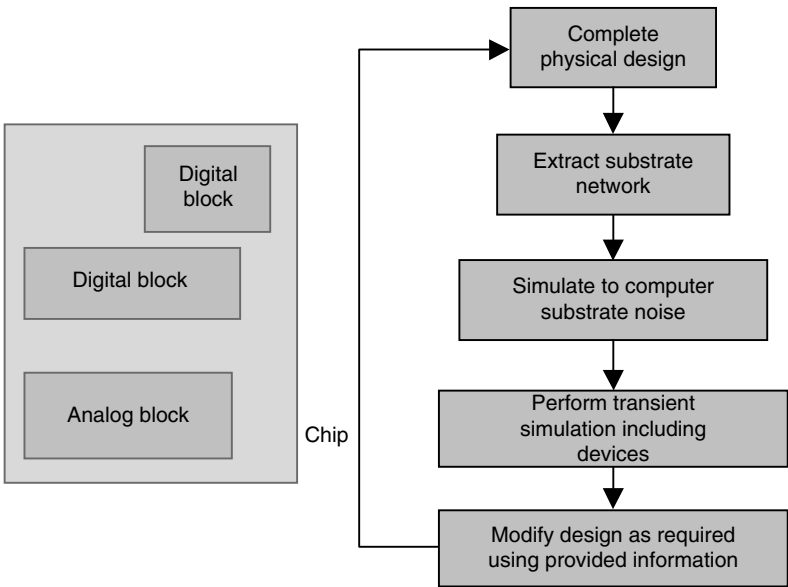 Digital
block
Digital block
Analog block
Chip
Complete
physical design
Extract substrate
network
Simulate to computer
substrate noise
Perform transient
simulation including
devices
Modify design as required
using provided information